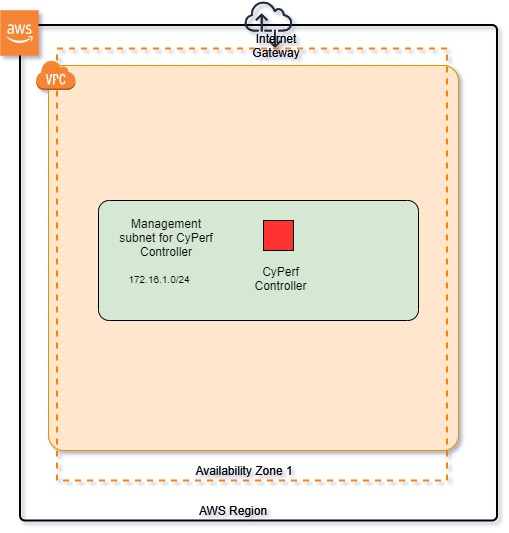 aws
Internet
Gateway
VPC
Management
subnet for CyPerf
Controller
172.16.1.0/24
CyPerf
Controller
Availability Zone 1
AWS Region